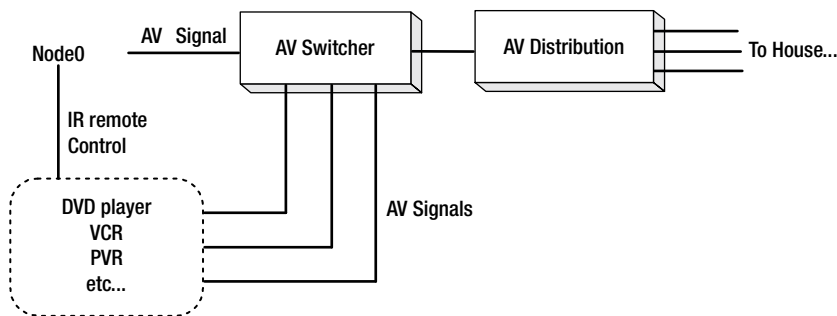 Node0
AV Signal
AV Switcher
AV Distribution
To House...
IR remote
Control
DVD player
VCR
PVR
etc...
AV Signals